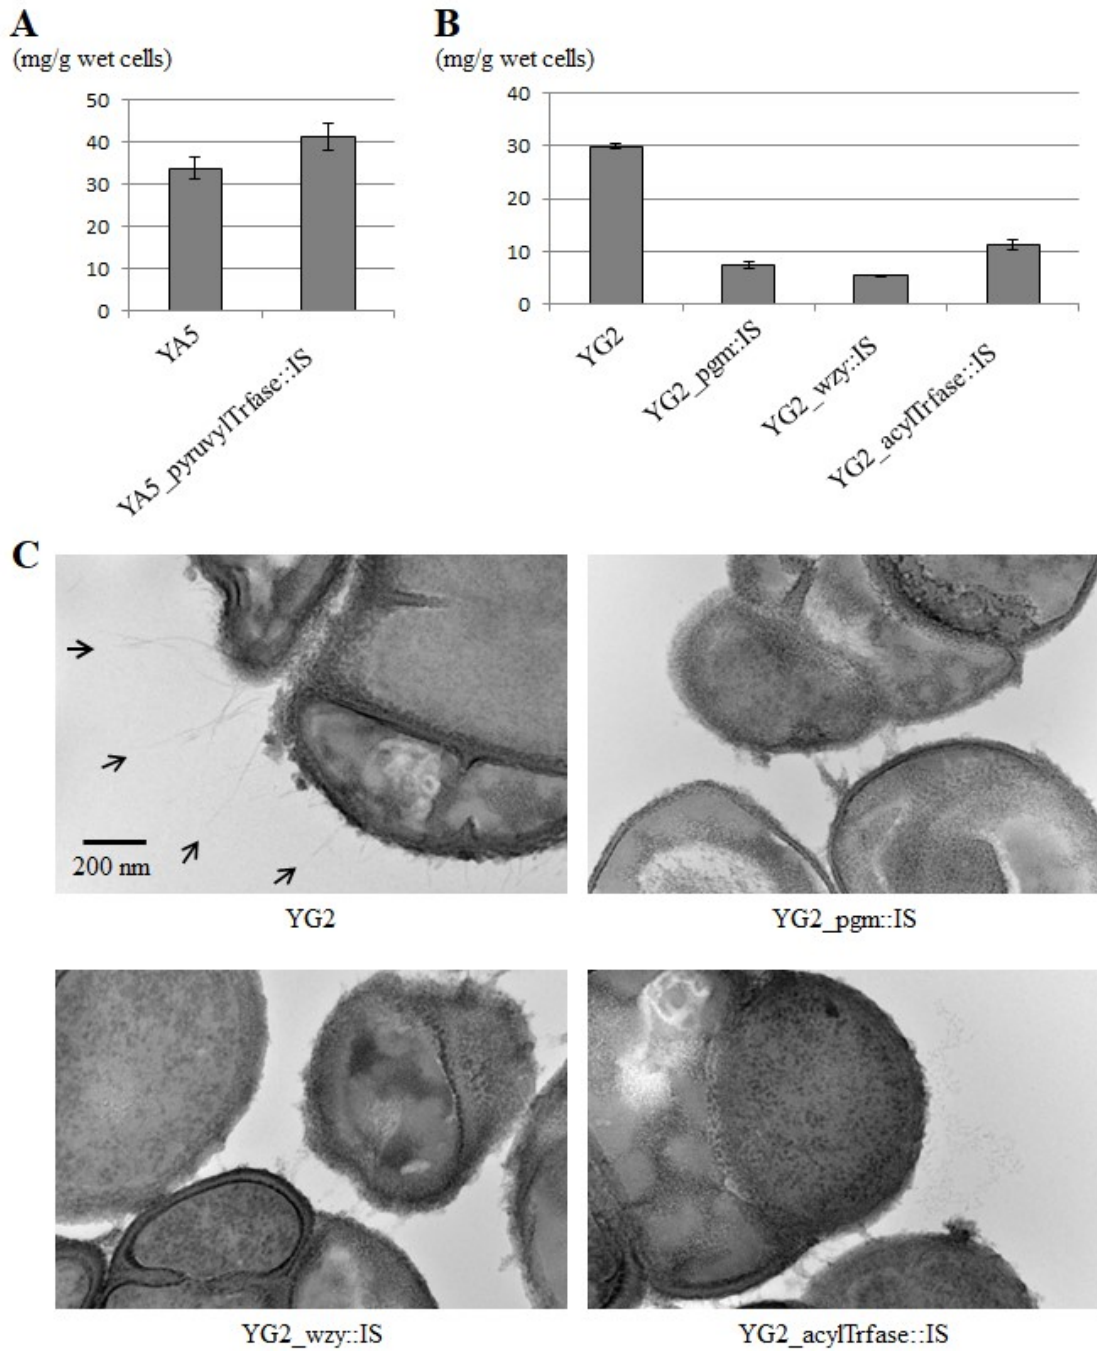 A
(mg/g wet cells)
50
40
30
20
10
0
YA5
YA5_pyruvylTrfase::IS
B
(mg/g wet cells)
40
30
20
10
0
YG2
YG2_pgm::IS
YG2_wzy::IS
YG2_acylTrfase::IS
C
200 nm
YG2
YG2_pgm::IS
YG2_wzy::IS
YG2_acylTrfase::IS